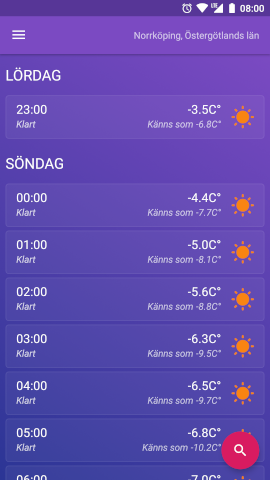 08:00
Norrköping, Östergötlands län
LÖRDAG
23:00 -3.5C°
Klart Känns som -6.8C°
SÖNDAG
00:00 -4.4C°
Klart Känns som -7.7C°
01:00 -5.0C°
Klart Känns som -8.1C°
02:00 -5.6C°
Klart Känns som -8.8C°
03:00 -6.3C°
Klart Känns som -9.5C°
04:00 -6.5C°
Klart Känns som -9.7C°
05:00 -6.8C°
Klart Känns som -10.2C°
06:00 -7.0C°